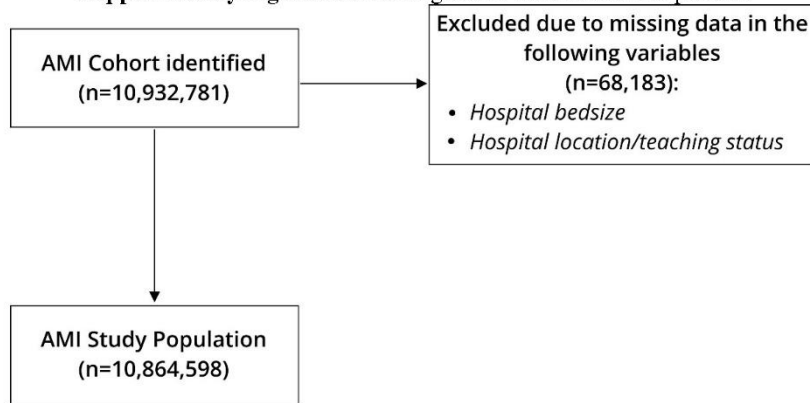 AMI Cohort identified
(n=10,932,781)
Excluded due to missing data in the
following variables
(n=68,183):
• Hospital bedsize
• Hospital location/teaching status
AMI Study Population
(n=10,864,598)